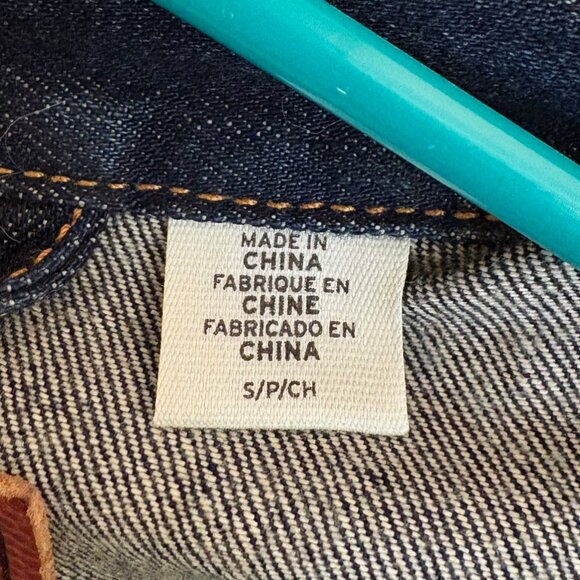 MADE IN
CHINA
FABRIQUE EN
CHINE
FABRICADO EN
CHINA
S/P/CH